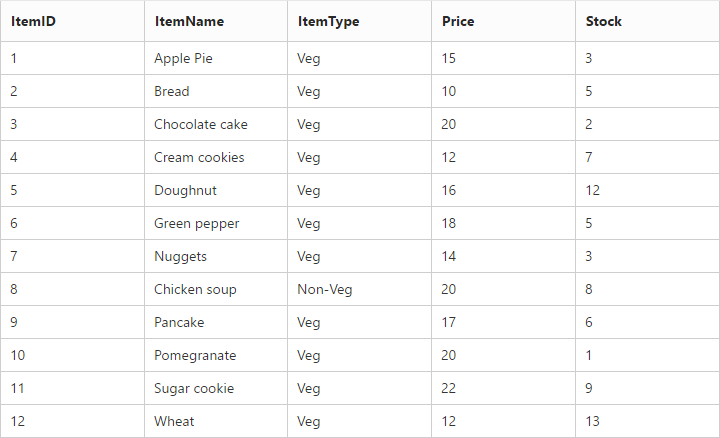 ItemID ItemName ItemType Price Stock
1 Apple Pie Veg 15 3
2 Bread Veg 10 5
3 Chocolate cake Veg 20 2
4 Cream cookies Veg 12 7
5 Doughnut Veg 16 12
6 Green pepper Veg 18 5
7 Nuggets Veg 14 3
8 Chicken soup Non-Veg 20 8
9 Pancake Veg 17 6
10 Pomegranate Veg 20 1
11 Sugar cookie Veg 22 9
12 Wheat Veg 12 13